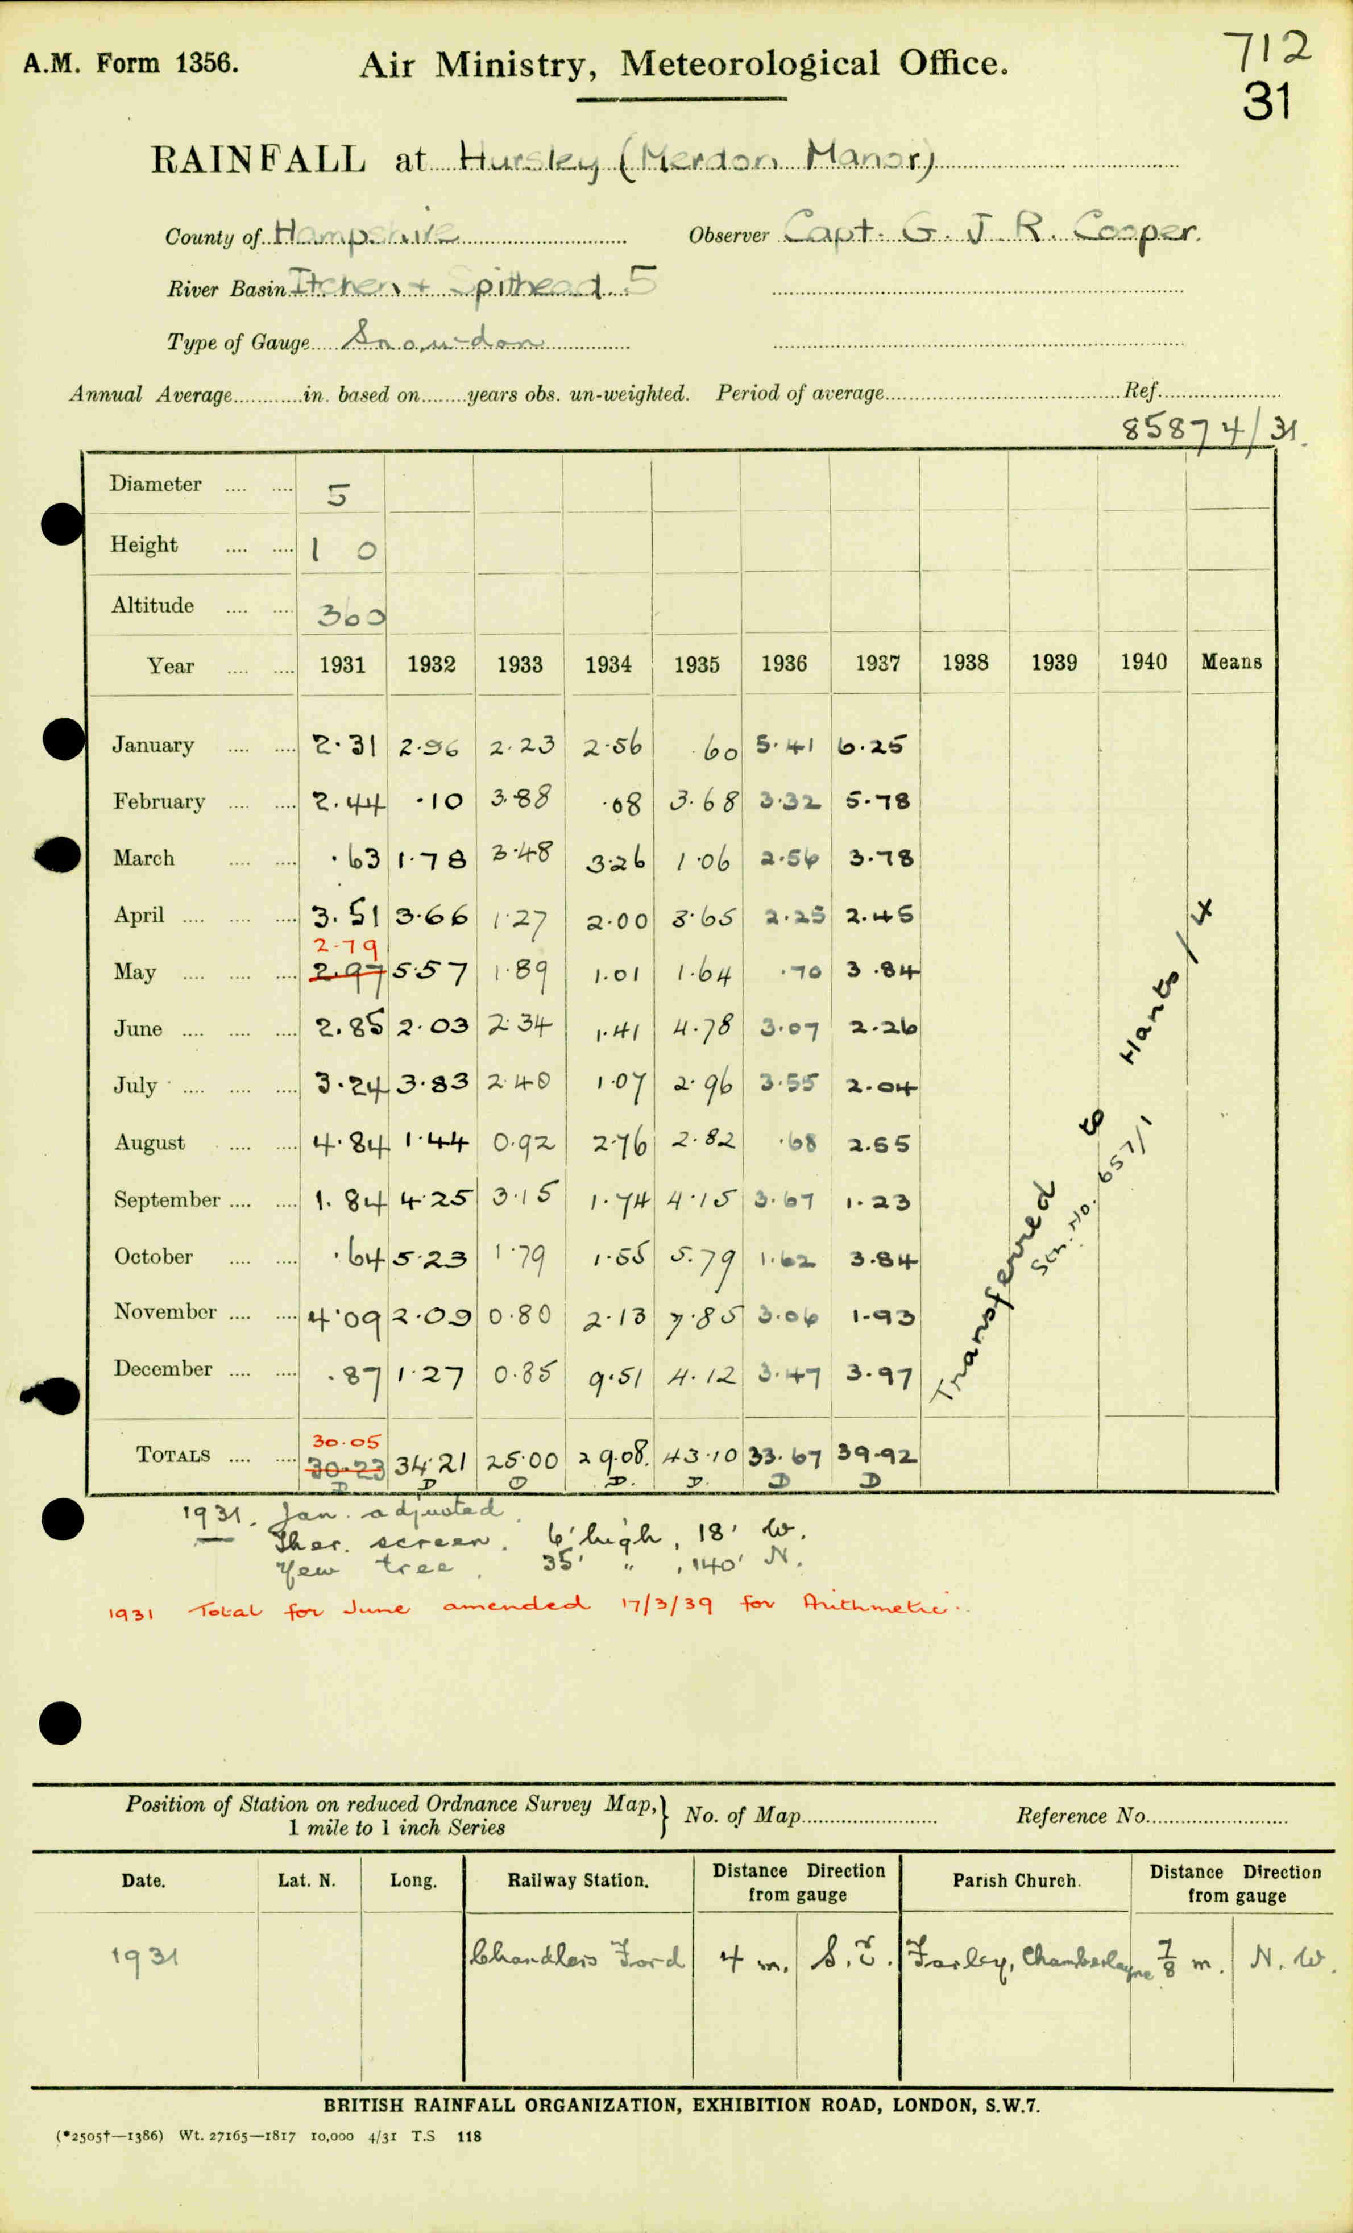 A.M. Form 1356.
Air Ministry, Meteorological Office.
712
31
RAINFALL at Hursley (Merdon Manor)
County of Hampshire Observer Capt. G. J. R. Cooper.
River Basin Itchen + Spithead 5
Type of Gauge Snowdon
Annual Average............in. based on........years obs. un-weighted. Period of average.......... Ref..........
85874/31.
Diameter .... .... 5
Height .... .... 1 0
Altitude .... .... 360
Year .... .... 1931 1932 1933 1934 1935 1936 1937 1938 1939 1940 Means
January .... .... 2.31 2.96 2.23 2.56 .60 5.41 6.25
February .... .... 2.44 .10 3.88 .08 3.68 3.32 5.78
March .... .... .63 1.78 3.48 3.26 1.06 2.56 3.78
April .... .... .... 3.51 3.66 1.27 2.00 3.65 2.25 2.45
2.79
May .... .... .... 2.97 5.57 1.89 1.01 1.64 .70 3.84
June .... .... .... 2.85 2.03 2.34 1.41 4.78 3.07 2.26
July .... .... .... 3.24 3.83 2.40 1.07 2.96 3.55 2.04
August .... .... 4.84 1.44 0.92 2.76 2.82 .68 2.55
September .... .... 1.84 4.25 3.15 1.74 4.15 3.67 1.23
October .... .... .64 5.23 1.79 1.55 5.79 1.62 3.84
November .... .... 4.09 2.09 0.80 2.13 7.85 3.06 1.93
December .... .... .87 1.27 0.85 9.51 4.12 3.47 3.97
Transferred to Hants/4
Ser. No. 657/1
30.05
TOTALS .... .... 30.23 34.21 25.00 29.08. 43.10 33.67 39.92
D D D D. D. D D
1931. Jan. adjusted.
Ther. screen. 6' high, 18' W.
Yew tree. 35' " , 140' N.
1931 Total for June amended 17/3/39 for Arithmetic.
Position of Station on reduced Ordnance Survey Map, } No. of Map.......... Reference No..........
1 mile to 1 inch Series
Date. Lat. N. Long. Railway Station. Distance Direction from gauge Parish Church. Distance Direction from gauge
1931 Chandlers Ford 4 m. S.E. Farley, Chamberlayne 7/8 m. N.W.
BRITISH RAINFALL ORGANIZATION, EXHIBITION ROAD, LONDON, S.W.7.
(*2505†—1386) Wt. 27165—1817 10,000 4/31 T.S 118